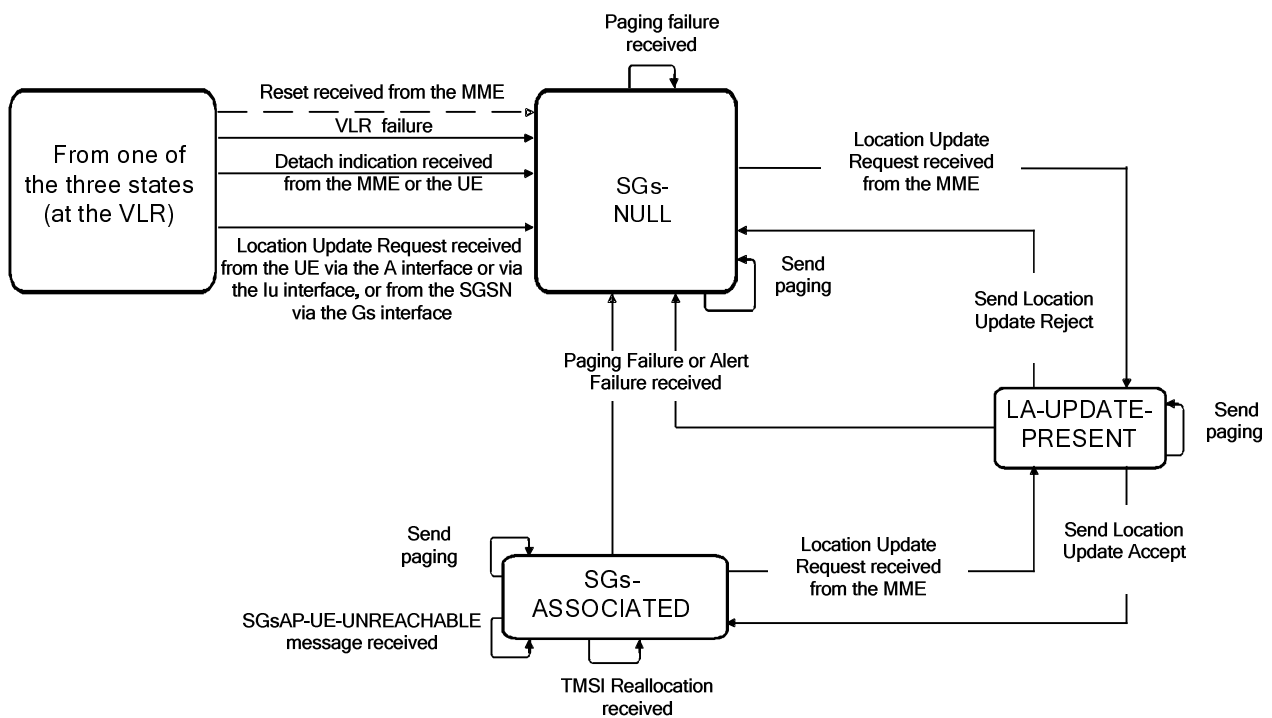 Paging failure
received
Reset received from the MME
VLR failure
Detach indication received
from the MME or the UE
Location Update Request received
from the UE via the A interface or via
the Iu interface, or from the SGSN
via the Gs interface
From one of
the three states
(at the VLR)
SGs-
NULL
Location Update
Request received
from the MME
Send
paging
Send Location
Update Reject
Paging Failure or Alert
Failure received
LA-UPDATE-
PRESENT
Send
paging
Send
paging
SGs-
ASSOCIATED
Location Update
Request received
from the MME
Send Location
Update Accept
SGsAP-UE-UNREACHABLE
message received
TMSI Reallocation
received